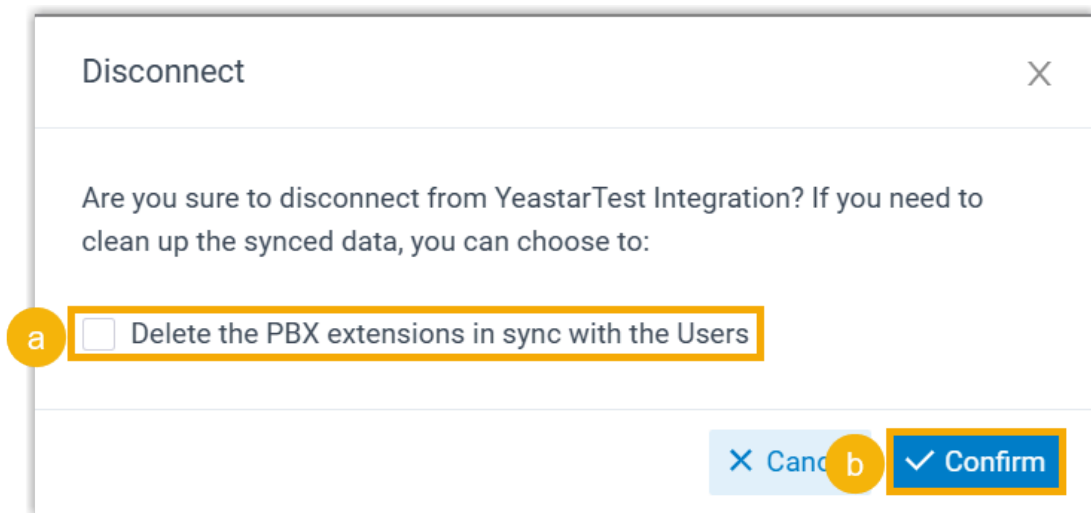 Disconnect
X
Are you sure to disconnect from YeastarTest Integration? If you need to
clean up the synced data, you can choose to:
a
Delete the PBX extensions in sync with the Users
b
Confirm